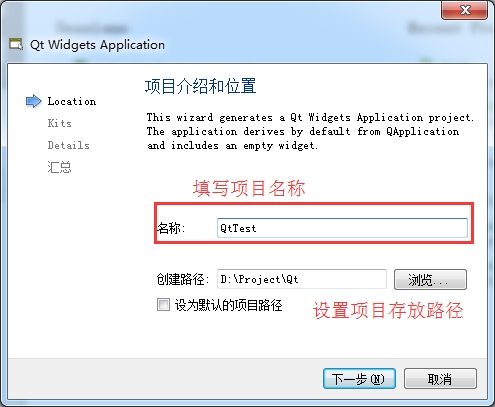 Qt Widgets Application
Location
Kits
Details
汇总
项目介绍和位置
This wizard generates a Qt Widgets Application project.
The application derives by default from QApplication
and includes an empty widget.
填写项目名称
名称: QtTest
创建路径: D:\Project\Qt 浏览...
设为默认的项目路径
设置项目存放路径
下一步(N) 取消